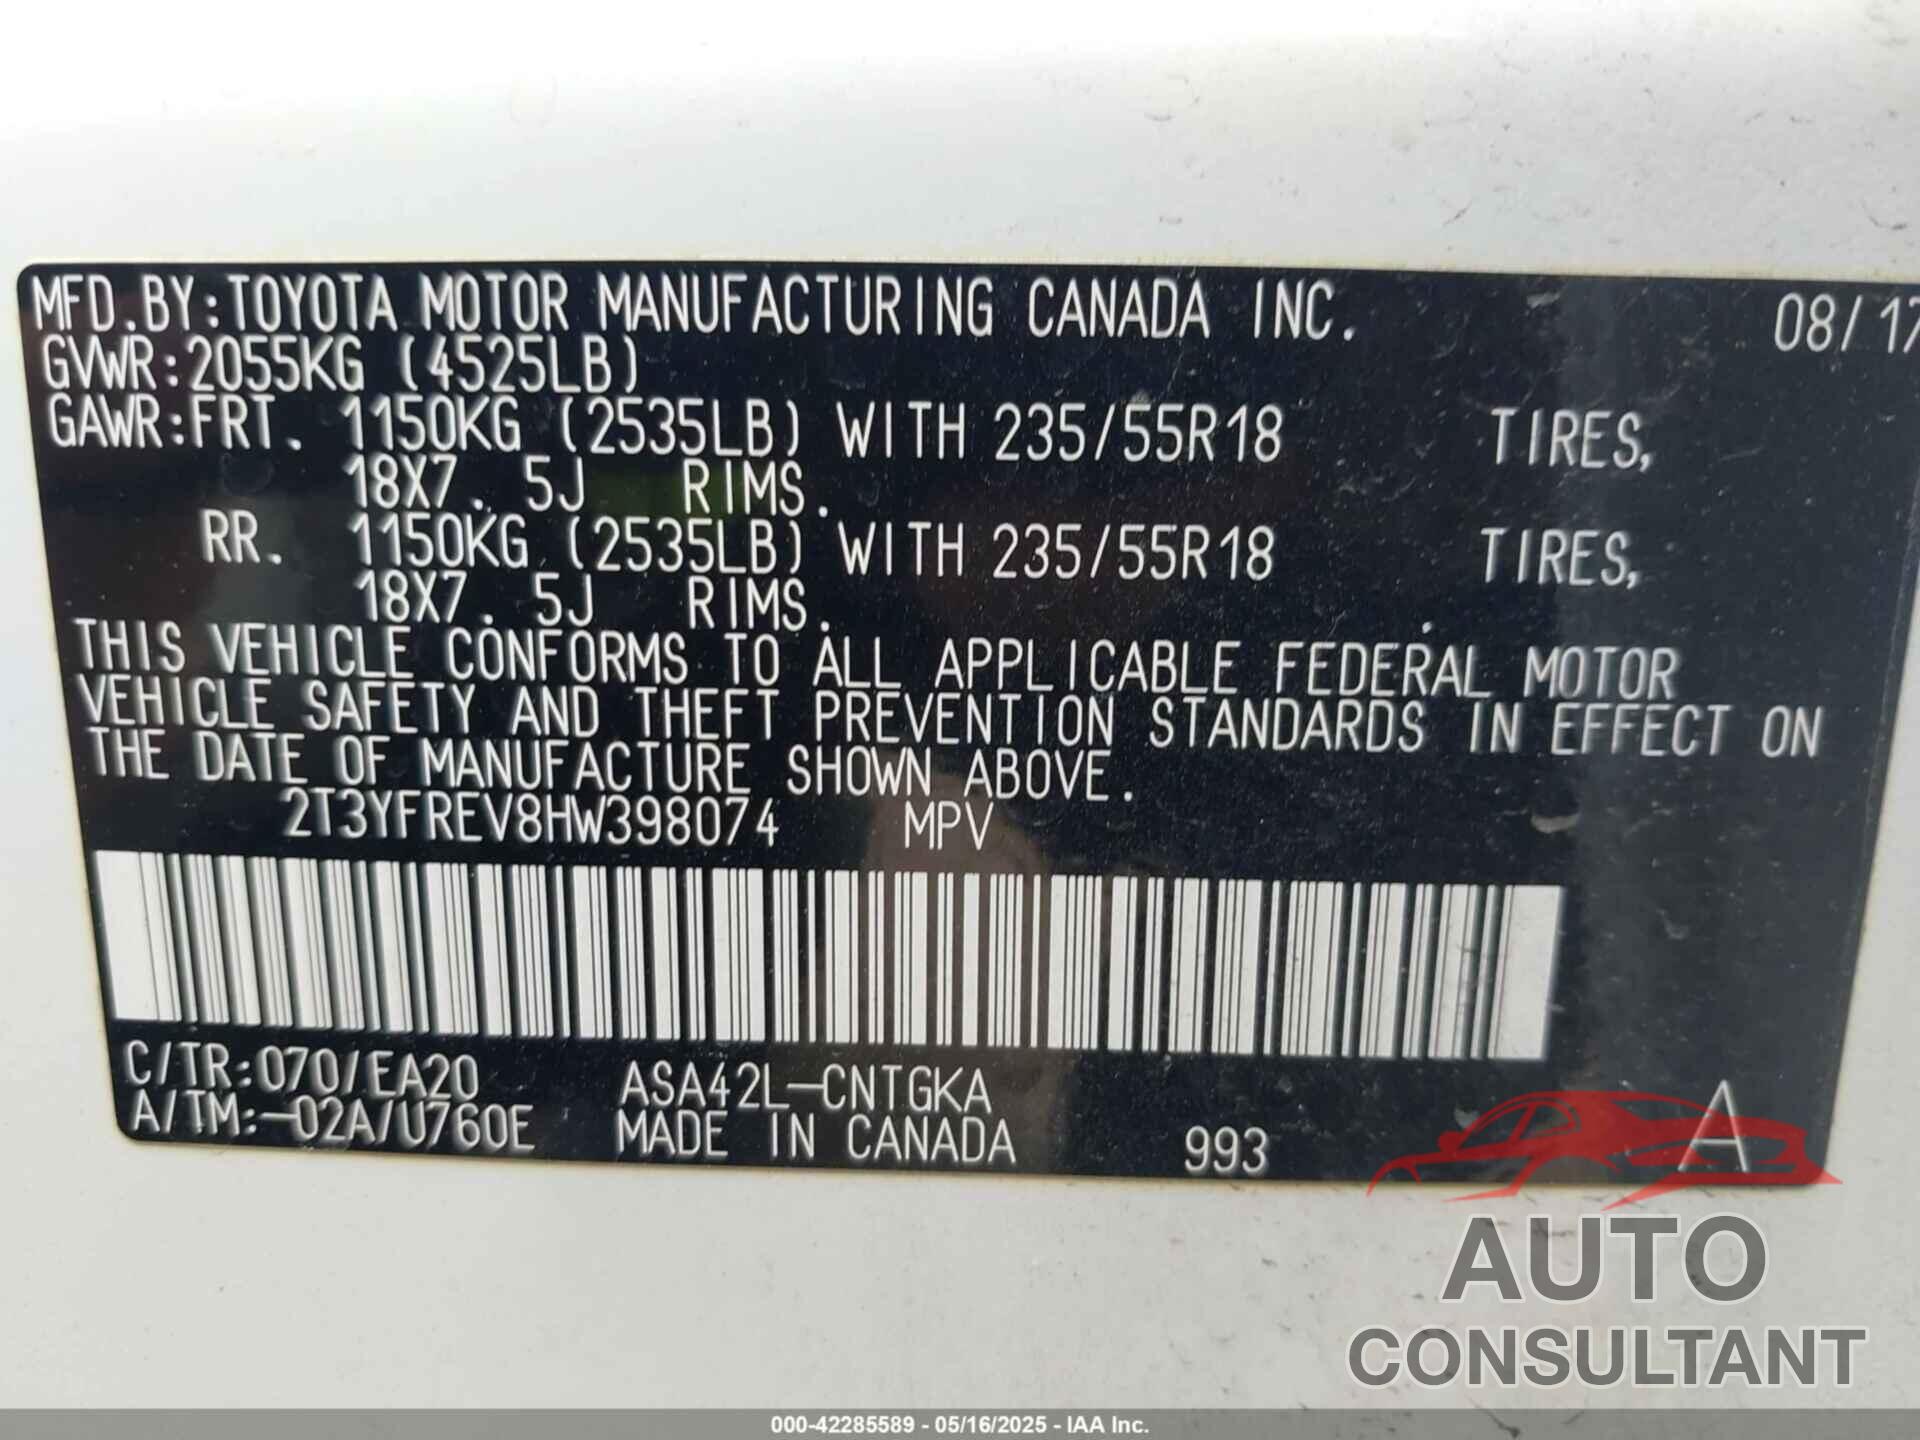 MFD.BY:TOYOTA MOTOR MANUFACTURING CANADA INC. 08/17
GVWR:2055KG (4525LB)
GAWR:FRT. 1150KG (2535LB) WITH 235/55R18 TIRES,
18X7.5J RIMS.
RR. 1150KG (2535LB) WITH 235/55R18 TIRES,
18X7.5J RIMS.
THIS VEHICLE CONFORMS TO ALL APPLICABLE FEDERAL MOTOR
VEHICLE SAFETY AND THEFT PREVENTION STANDARDS IN EFFECT ON
THE DATE OF MANUFACTURE SHOWN ABOVE.
2T3YFREV8HW398074 MPV
C/TR:070/EA20 ASA42L-CNTGKA
A/TM:-02A/U760E MADE IN CANADA 993 A
AUTO
CONSULTANT
000-42285589 - 05/16/2025 - IAA Inc.